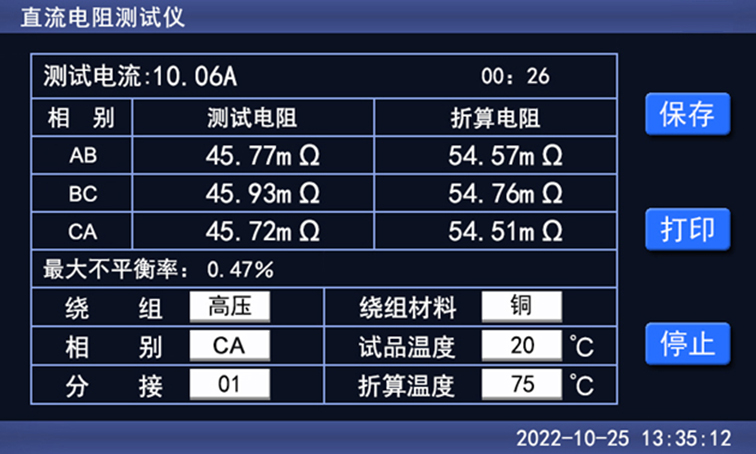 直流电阻测试仪
测试电流:10.06A 00: 26
相 别 测试电阻 折算电阻
AB 45.77mΩ 54.57mΩ
BC 45.93mΩ 54.76mΩ
CA 45.72mΩ 54.51mΩ
最大不平衡率: 0.47%
绕 组 高压 绕组材料 铜
相 别 CA 试品温度 20 ℃
分 接 01 折算温度 75 ℃
保存
打印
停止
2022-10-25 13:35:12